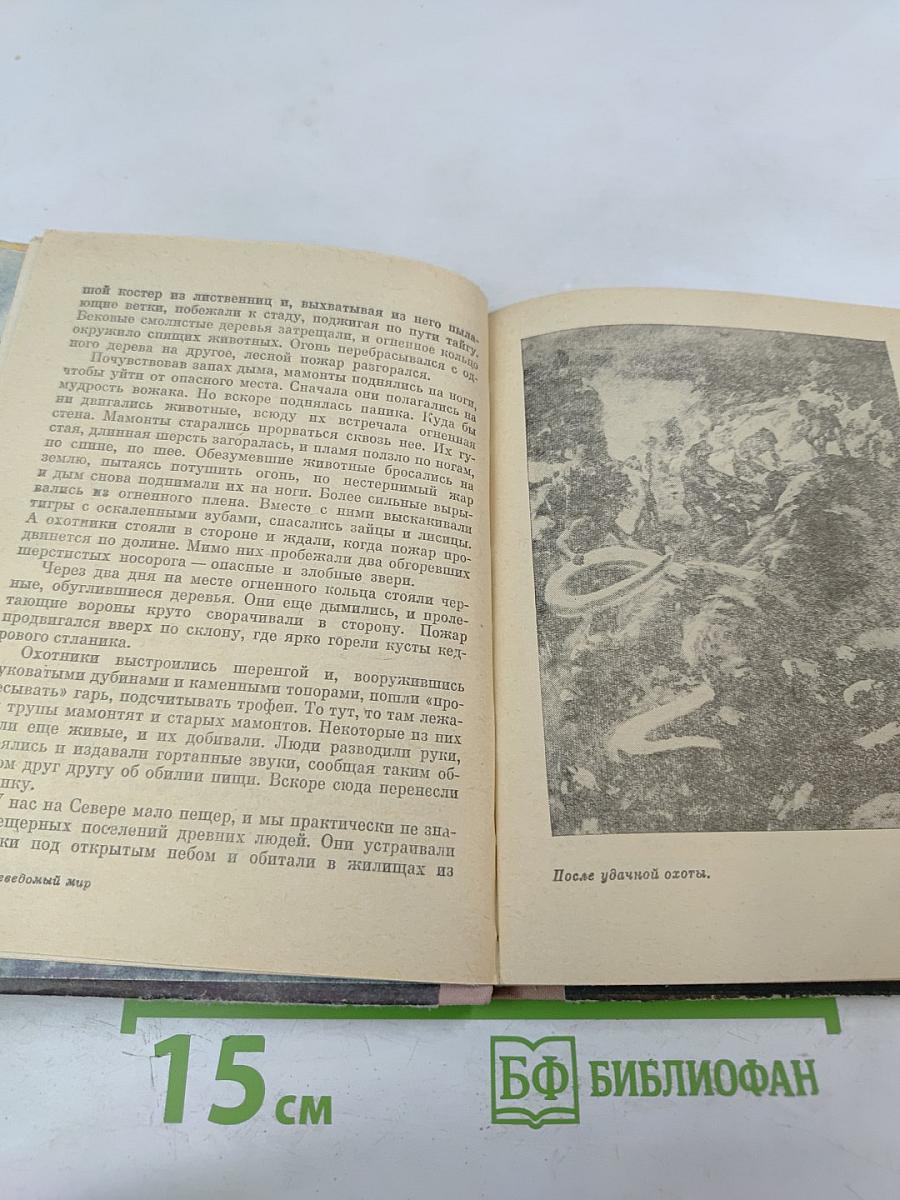 шой костер из лиственниц и, выхватывая из него пыла-
ющие ветки, побежали к стаду, поджигая по пути тайгу.
Вековые смолистые деревья затрещали, и огненное кольцо
окружило спящих животных. Огонь перебрасывался с од-
ного дерева на другое, лесной пожар разгорался.
Почувствовав запах дыма, мамонты поднялись на ноги,
чтобы уйти от опасного места. Сначала они полагались на
мудрость вожака. Но вскоре поднялась паника. Куда бы
ни двигались животные, всюду их встречала огненная
стена. Мамонты старались прорваться сквозь нее. Их гу-
стая, длинная шерсть загоралась, и пламя ползло по ногам,
по спине, по шее. Обезумевшие животные бросались на
землю, пытаясь потушить огонь, но нестерпимый жар
и дым снова поднимали их на ноги. Более сильные выры-
вались из огненного плена. Вместе с ними выскакивали
тигры с оскаленными зубами, спасались зайцы и лисицы.
А охотники стояли в стороне и ждали, когда пожар про-
двинется по долине. Мимо них пробежали два обгоревших
шерстистых носорога — опасные и злобные звери.
Через два дня на месте огненного кольца стояли чер-
ные, обуглившиеся деревья. Они еще дымились, и проле-
тающие вороны круто сворачивали в сторону. Пожар
продвигался вверх по склону, где ярко горели кусты кед-
рового стланика.
Охотники выстроились шеренгой и, вооружившись
уковатыми дубинами и каменными топорами, пошли «про-
есывать» гарь, подсчитывать трофеи. То тут, то там лежа-
трупы мамонтят и старых мамонтов. Некоторые из них
ли еще живые, и их добивали. Люди разводили руки,
ялись и издавали гортанные звуки, сообщая таким об-
ом друг другу об обилии пищи. Вскоре сюда перенесли
нку.
У нас на Севере мало пещер, и мы практически не зна-
ещерных поселений древних людей. Они устраивали
ки под открытым небом и обитали в жилищах из
еведомый мир
После удачной охоты.
15 см
БФ БИБЛИОФАН